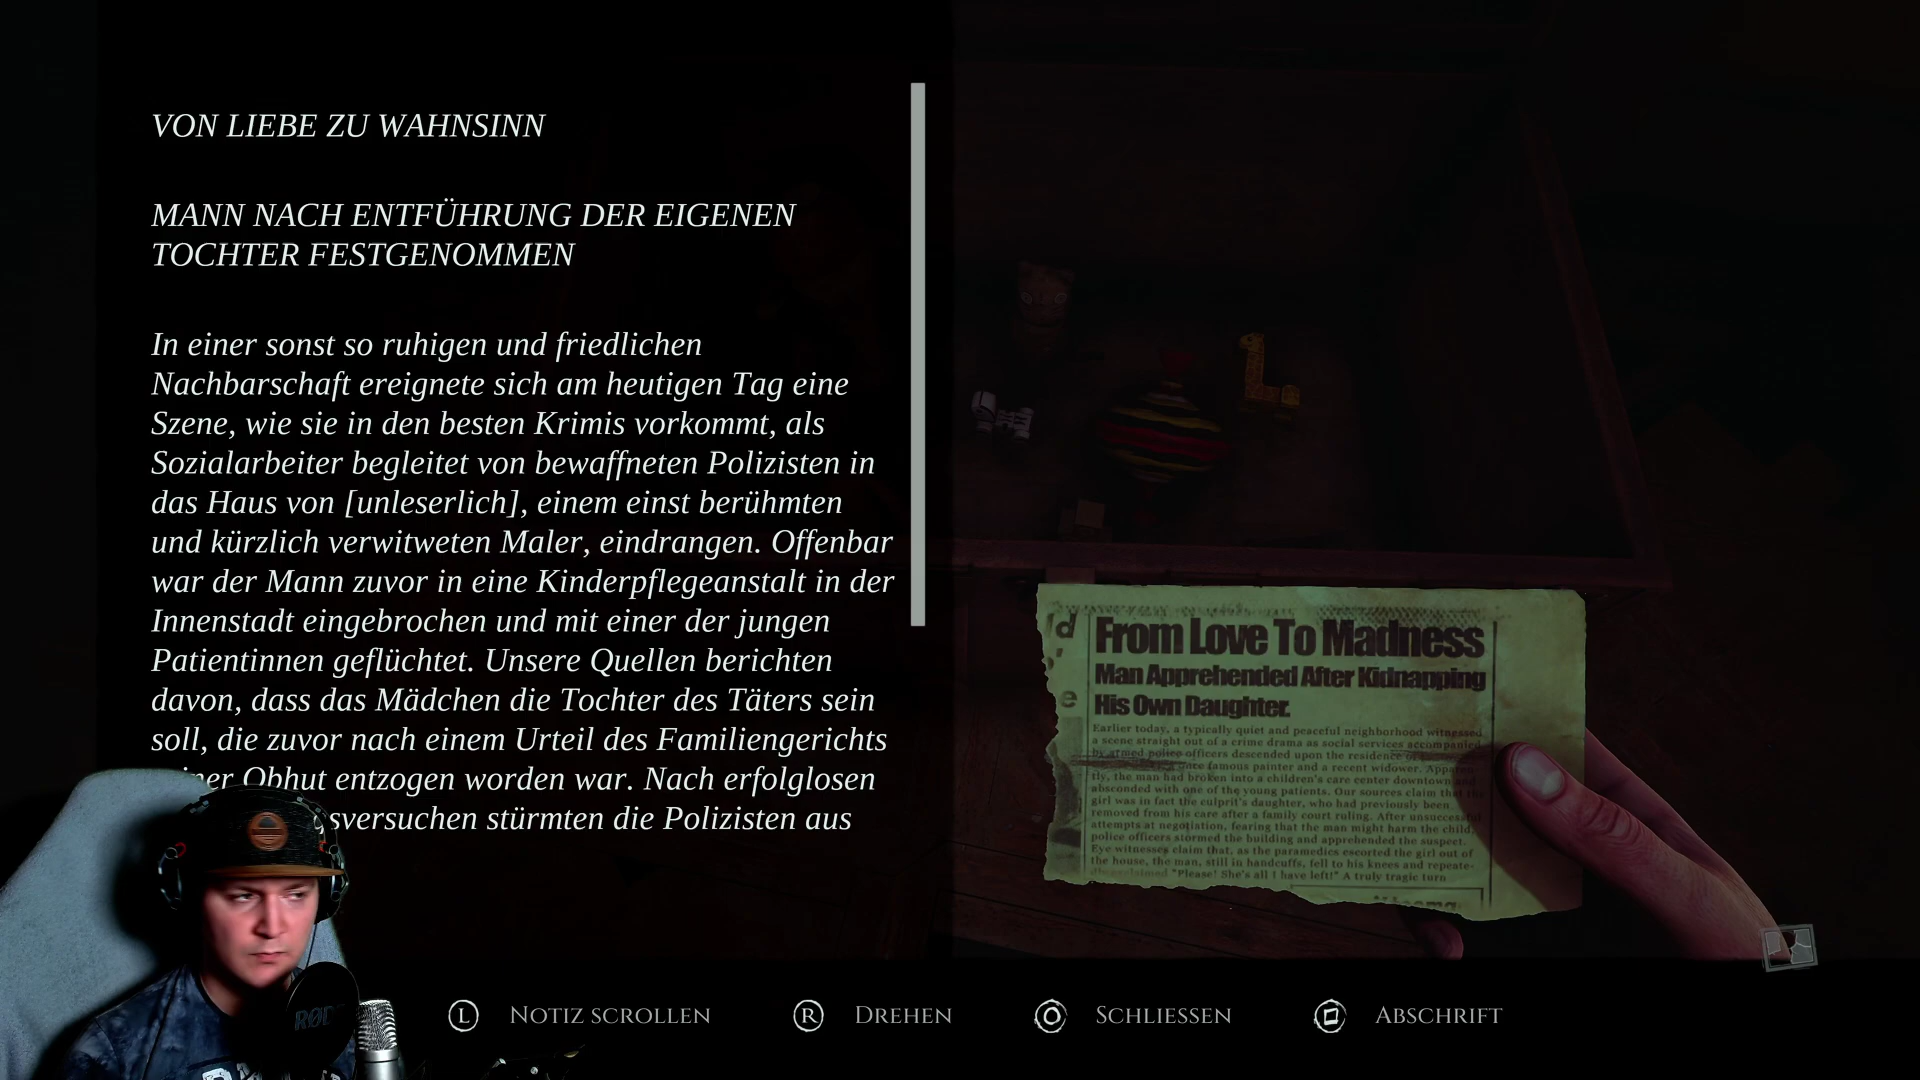 VON LIEBE ZU WAHNSINN
MANN NACH ENTFÜHRUNG DER EIGENEN
TOCHTER FESTGENOMMEN
In einer sonst so ruhigen und friedlichen
Nachbarschaft ereignete sich am heutigen Tag eine
Szene, wie sie in den besten Krimis vorkommt, als
Sozialarbeiter begleitet von bewaffneten Polizisten in
das Haus von [unleserlich], einem einst berühmten
und kürzlich verwitweten Maler, eindrangen. Offenbar
war der Mann zuvor in eine Kinderpflegeanstalt in der
Innenstadt eingebrochen und mit einer der jungen
Patientinnen geflüchtet. Unsere Quellen berichten
davon, dass das Mädchen die Tochter des Täters sein
soll, die zuvor nach einem Urteil des Familiengerichts
Obhut entzogen worden war. Nach erfolglosen
stürmten die Polizisten aus
From Love To Madness
Man Apprehended After Kidnapping
His Own Daughter.
Earlier today, a typically quiet and peaceful neighborhood witnessed
a scene straight out of a crime drama as social services accompanied
by armed police officers descended upon the residence
famous painter and a recent widower. Apparen-
tly, the man had broken into a children's care center downtown and
absconded with one of the young patients. Our sources claim that the
girl was in fact the culprit's daughter, who had previously been
removed from his care after a family court ruling. After unsuccessful
attempts at negotiation, fearing that the man might harm the child,
police officers stormed the building and apprehended the suspect.
Eye witnesses claim that, as the paramedics escorted the girl out of
the house, the man, still in handcuffs, fell to his knees and repeate-
claimed "Please! She's all I have left!" A truly tragic turn
RØDE
L NOTIZ SCROLLEN R DREHEN SCHLIESSEN ABSCHRIFT